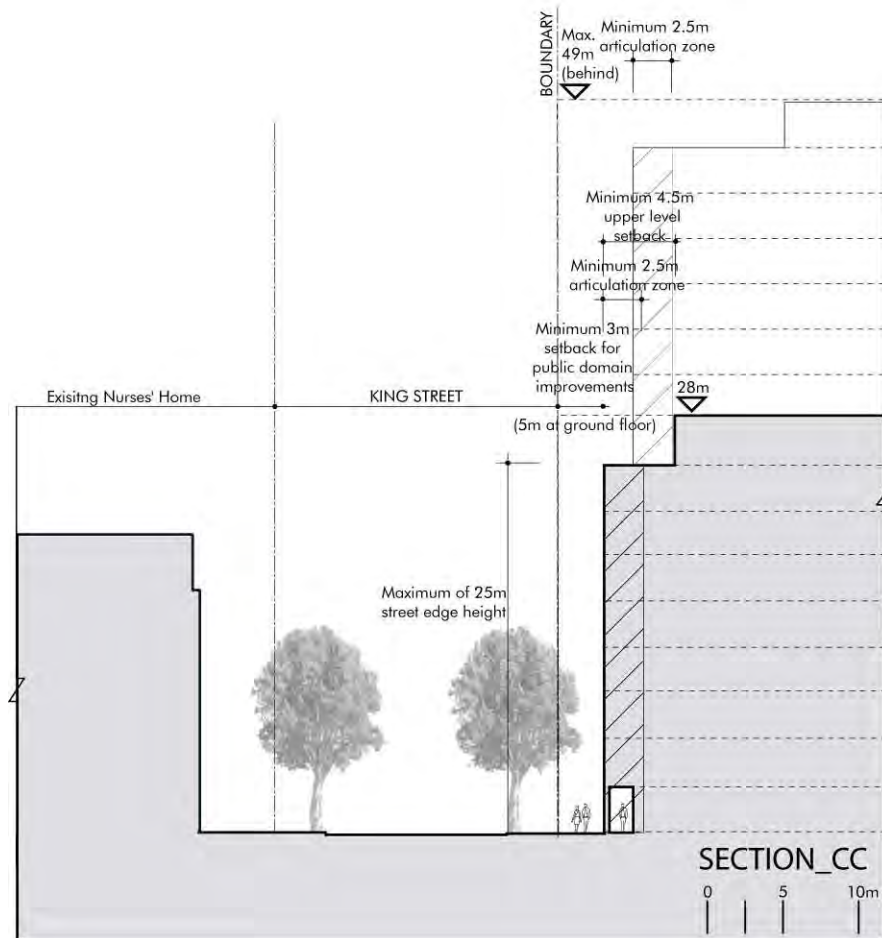 BOUNDARY
Max.
49m
(behind)
Minimum 2.5m
articulation zone
Minimum 4.5m
upper level
setback
Minimum 2.5m
articulation zone
Minimum 3m
setback for
public domain
improvements
28m
Exisitng Nurses' Home
KING STREET
(5m at ground floor)
Maximum of 25m
street edge height
SECTION_CC
0 5 10m